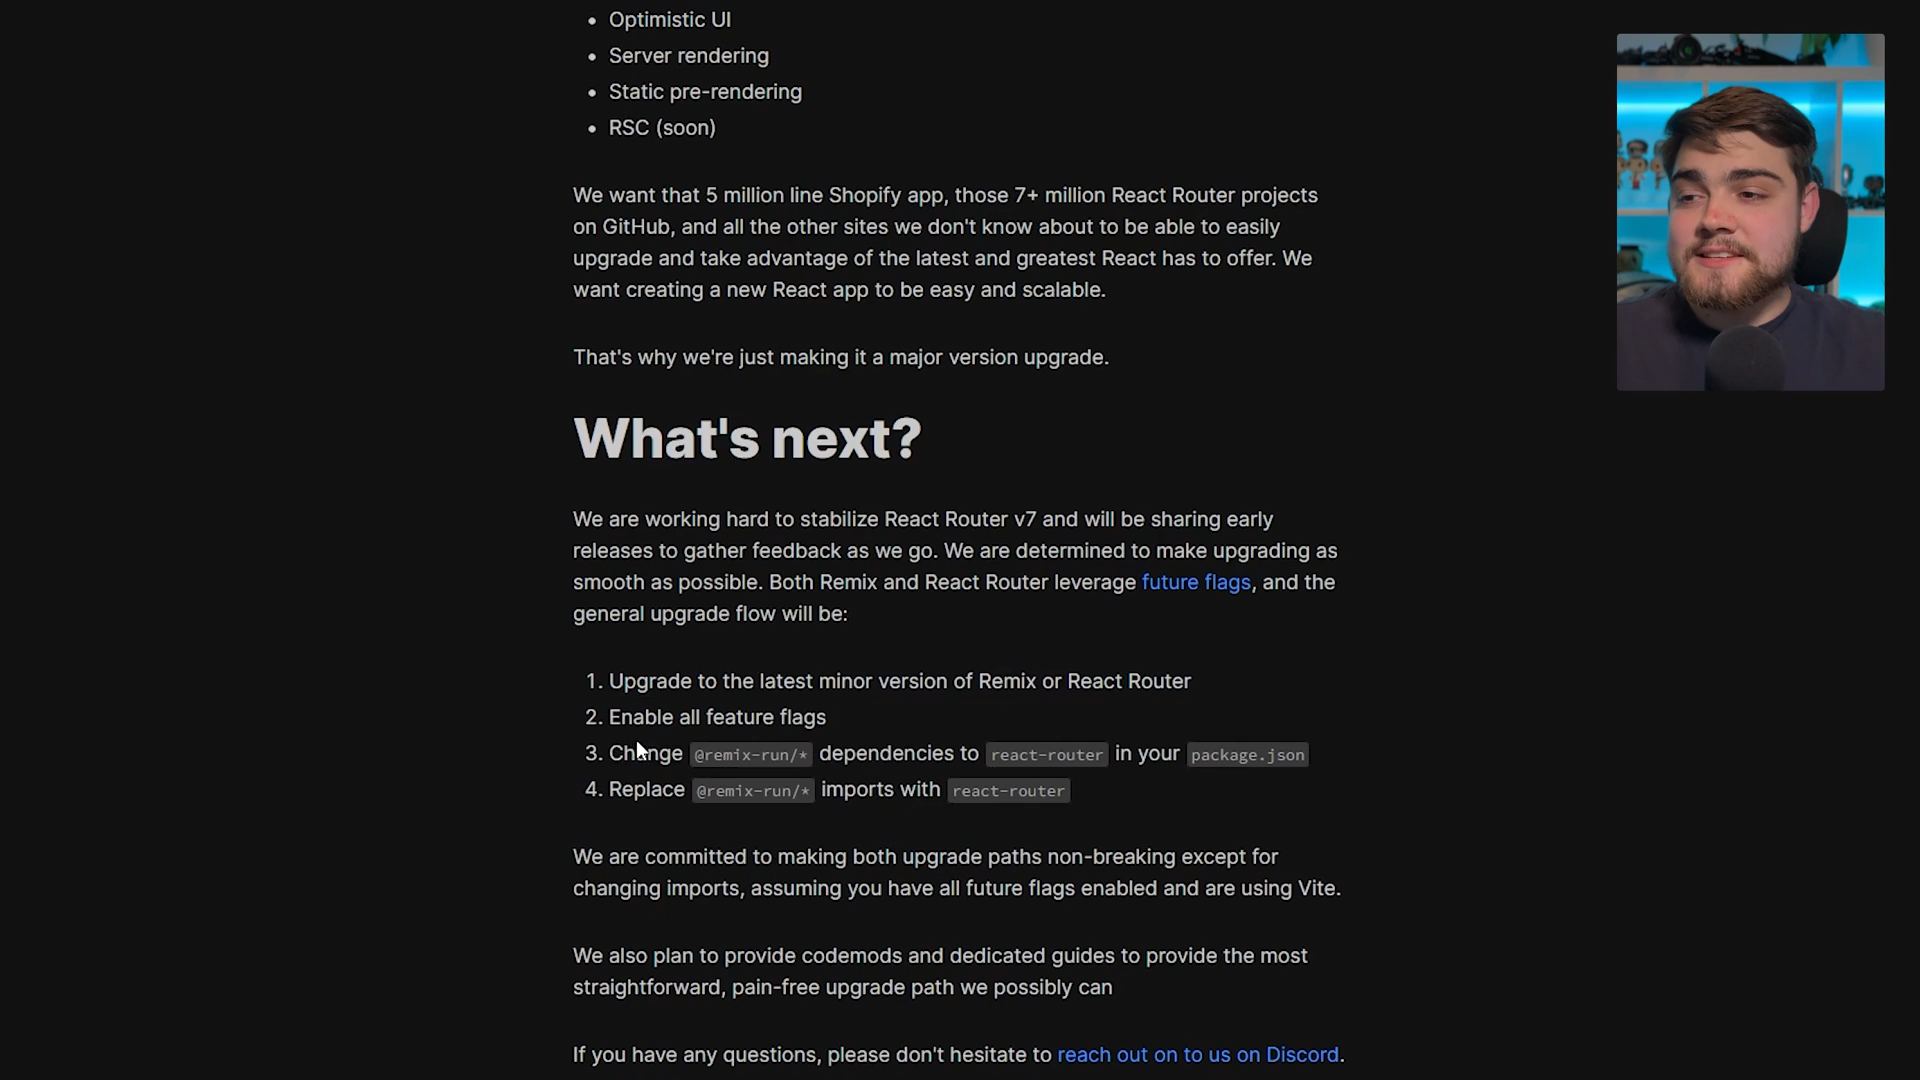 • Optimistic UI
• Server rendering
• Static pre-rendering
• RSC (soon)
We want that 5 million line Shopify app, those 7+ million React Router projects
on GitHub, and all the other sites we don't know about to be able to easily
upgrade and take advantage of the latest and greatest React has to offer. We
want creating a new React app to be easy and scalable.
That's why we're just making it a major version upgrade.
What's next?
We are working hard to stabilize React Router v7 and will be sharing early
releases to gather feedback as we go. We are determined to make upgrading as
smooth as possible. Both Remix and React Router leverage future flags, and the
general upgrade flow will be:
1. Upgrade to the latest minor version of Remix or React Router
2. Enable all feature flags
3. Change @remix-run/* dependencies to react-router in your package.json
4. Replace @remix-run/* imports with react-router
We are committed to making both upgrade paths non-breaking except for
changing imports, assuming you have all future flags enabled and are using Vite.
We also plan to provide codemods and dedicated guides to provide the most
straightforward, pain-free upgrade path we possibly can
If you have any questions, please don't hesitate to reach out on to us on Discord.